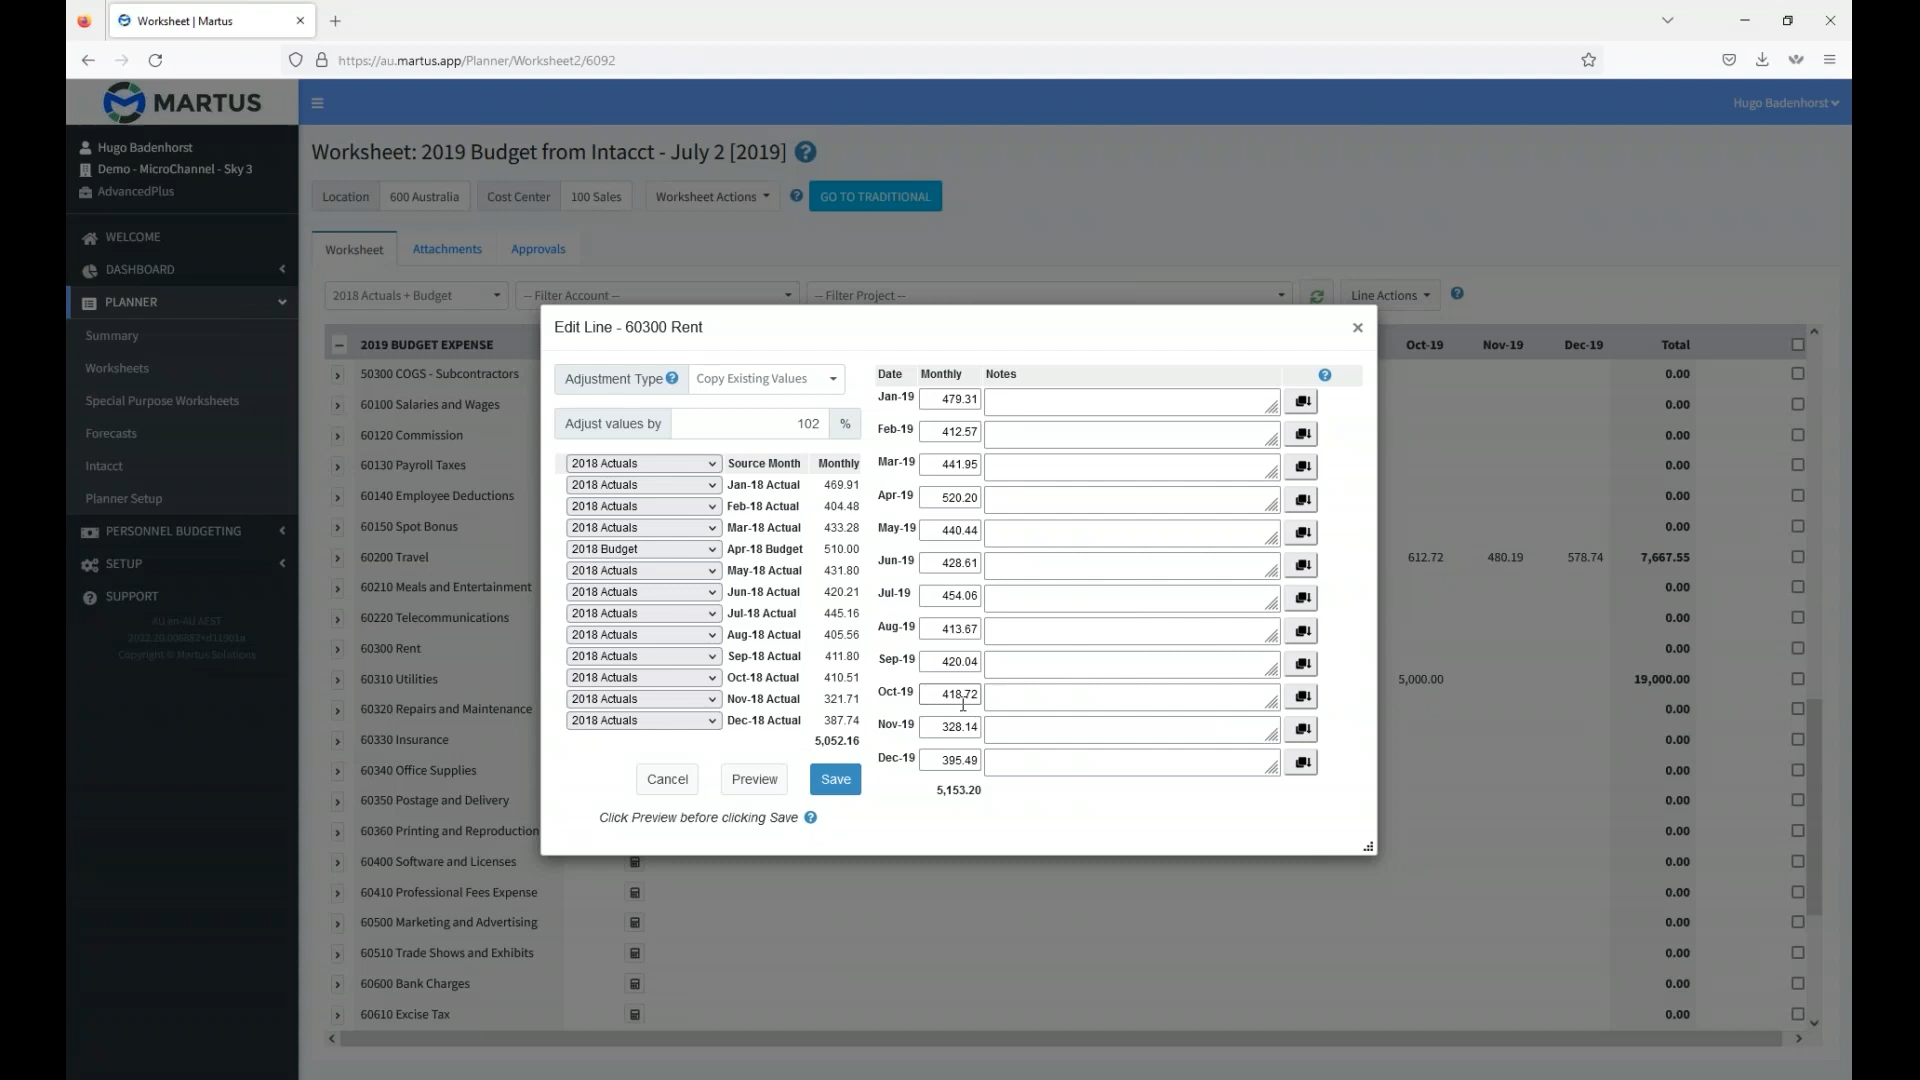 Worksheet | Martus
https://au.martus.app/Planner/Worksheet2/6092
MARTUS
Hugo Badenhorst
Hugo Badenhorst
Demo - MicroChannel - Sky 3
AdvancedPlus
WELCOME
DASHBOARD
PLANNER
Summary
Worksheets
Special Purpose Worksheets
Forecasts
Intacct
Planner Setup
PERSONNEL BUDGETING
SETUP
SUPPORT
AU en-AU AEST
Copyright © Martus Solutions
Worksheet: 2019 Budget from Intacct - July 2 [2019]
Location 600 Australia Cost Center 100 Sales Worksheet Actions GO TO TRADITIONAL
Worksheet Attachments Approvals
2018 Actuals + Budget -- Filter Account -- -- Filter Project -- Line Actions
2019 BUDGET EXPENSE Oct-19 Nov-19 Dec-19 Total
50300 COGS - Subcontractors 0.00
60100 Salaries and Wages 0.00
60120 Commission 0.00
60130 Payroll Taxes 0.00
60140 Employee Deductions 0.00
60150 Spot Bonus 0.00
60200 Travel 612.72 480.19 578.74 7,667.55
60210 Meals and Entertainment 0.00
60220 Telecommunications 0.00
60300 Rent 0.00
60310 Utilities 5,000.00 19,000.00
60320 Repairs and Maintenance 0.00
60330 Insurance 0.00
60340 Office Supplies 0.00
60350 Postage and Delivery 0.00
60360 Printing and Reproduction 0.00
60400 Software and Licenses 0.00
60410 Professional Fees Expense 0.00
60500 Marketing and Advertising 0.00
60510 Trade Shows and Exhibits 0.00
60600 Bank Charges 0.00
60610 Excise Tax 0.00
Edit Line - 60300 Rent
Adjustment Type Copy Existing Values
Adjust values by 102 %
2018 Actuals Source Month Monthly
2018 Actuals Jan-18 Actual 469.91
2018 Actuals Feb-18 Actual 404.48
2018 Actuals Mar-18 Actual 433.28
2018 Budget Apr-18 Budget 510.00
2018 Actuals May-18 Actual 431.80
2018 Actuals Jun-18 Actual 420.21
2018 Actuals Jul-18 Actual 445.16
2018 Actuals Aug-18 Actual 405.56
2018 Actuals Sep-18 Actual 411.80
2018 Actuals Oct-18 Actual 410.51
2018 Actuals Nov-18 Actual 321.71
2018 Actuals Dec-18 Actual 387.74
5,052.16
Cancel Preview Save
Click Preview before clicking Save
Date Monthly Notes
Jan-19 479.31
Feb-19 412.57
Mar-19 441.95
Apr-19 520.20
May-19 440.44
Jun-19 428.61
Jul-19 454.06
Aug-19 413.67
Sep-19 420.04
Oct-19 418.72
Nov-19 328.14
Dec-19 395.49
5,153.20